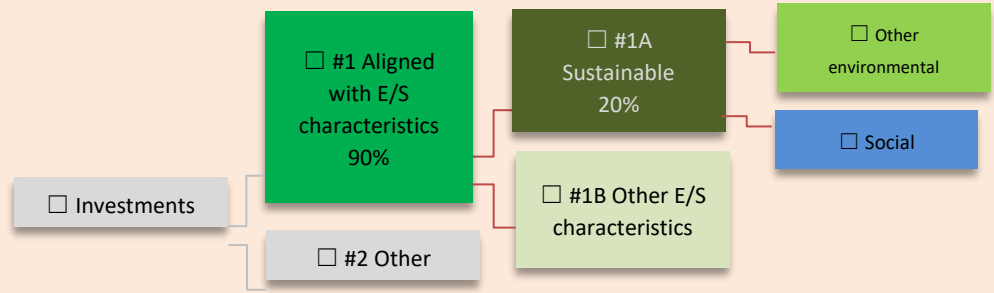 ☐ #1 Aligned
with E/S
characteristics
90%
☐ #1A
Sustainable
20%
☐ Other
environmental
☐ Social
☐ #1B Other E/S
characteristics
☐ Investments
☐ #2 Other